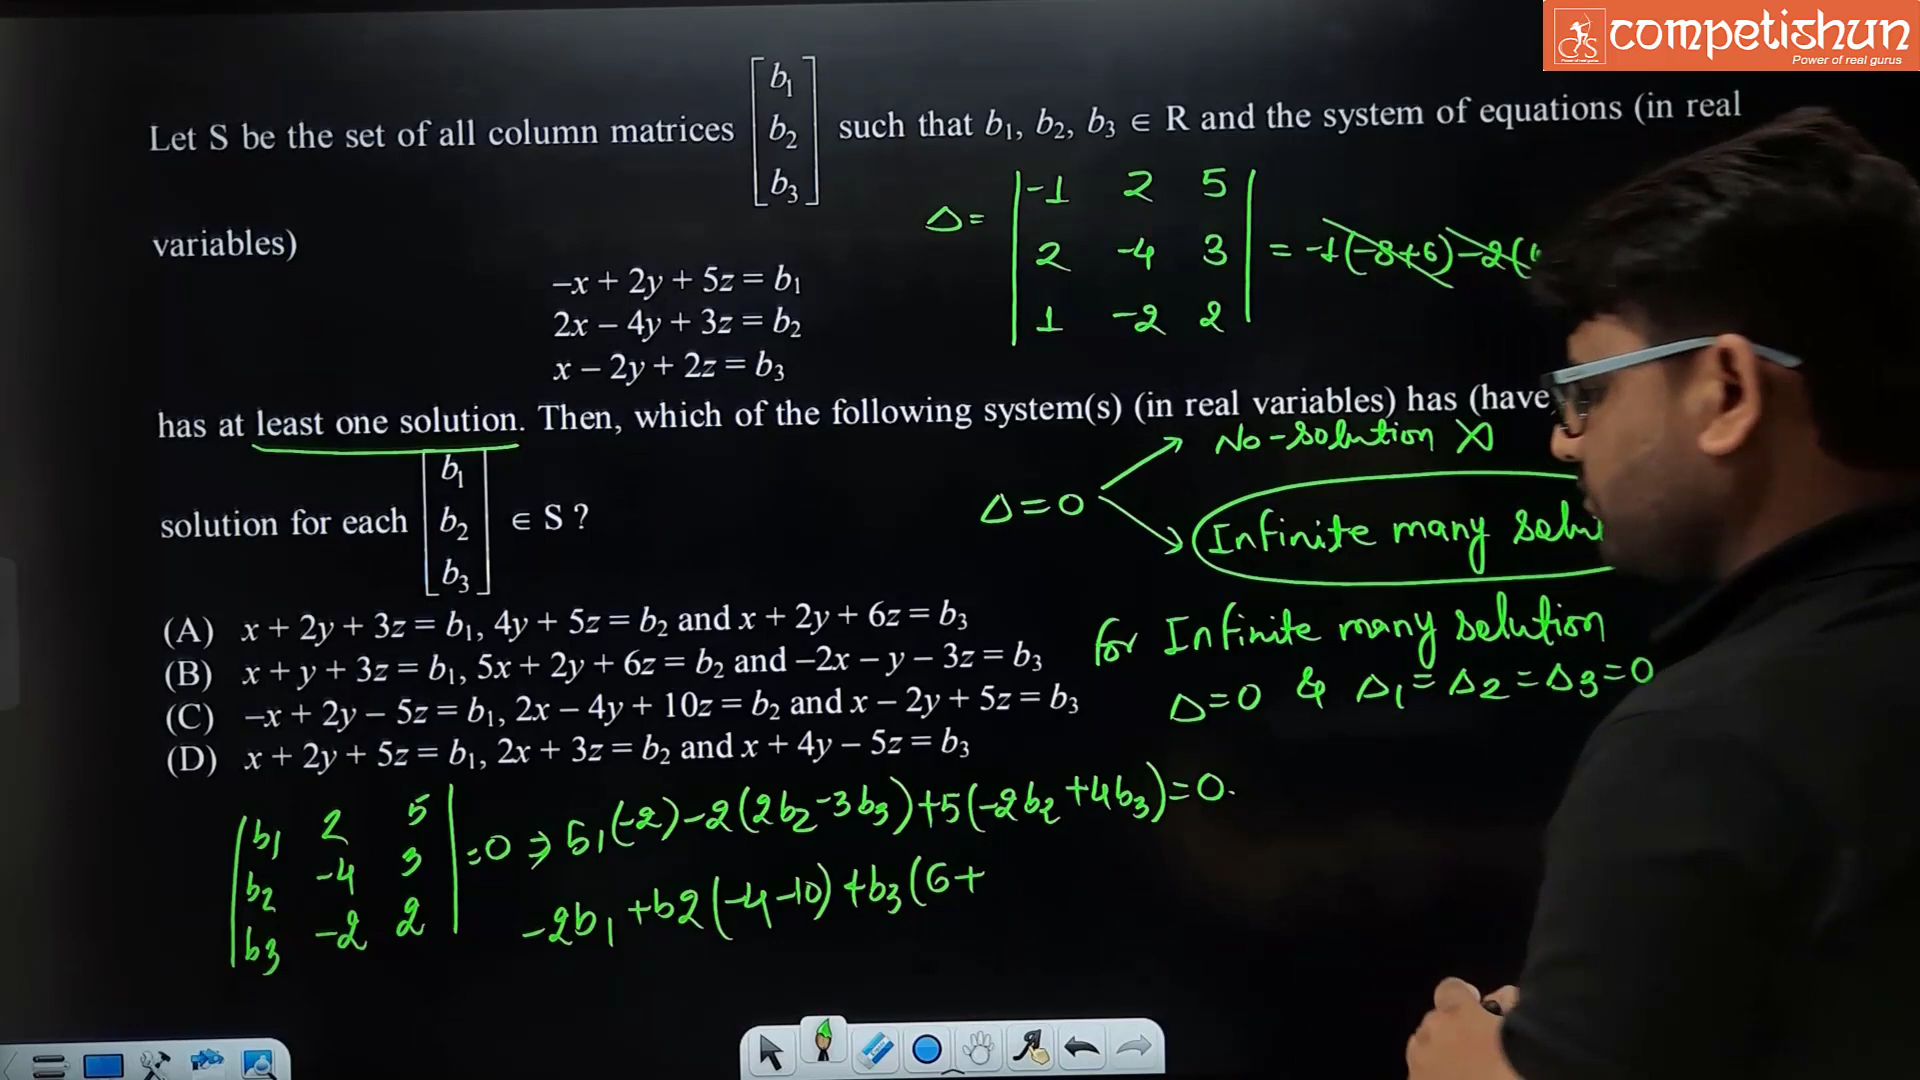 competishun
Power of real gurus
Let S be the set of all column matrices [b1 b2 b3] such that b1, b2, b3 ∈ R and the system of equations (in real
variables)
Δ = | -1 2 5 |
| 2 -4 3 | = -1(-8+6)-2(
| 1 -2 2 |
–x + 2y + 5z = b1
2x – 4y + 3z = b2
x – 2y + 2z = b3
has at least one solution. Then, which of the following system(s) (in real variables) has (have
No-solution X
Δ=0
Infinite many solu
solution for each [b1 b2 b3] ∈ S ?
(A) x + 2y + 3z = b1, 4y + 5z = b2 and x + 2y + 6z = b3
(B) x + y + 3z = b1, 5x + 2y + 6z = b2 and –2x – y – 3z = b3
(C) –x + 2y – 5z = b1, 2x – 4y + 10z = b2 and x – 2y + 5z = b3
(D) x + 2y + 5z = b1, 2x + 3z = b2 and x + 4y – 5z = b3
for Infinite many solution
Δ=0 & Δ1=Δ2=Δ3=0
| b1 2 5 |
| b2 -4 3 | =0 ⇒ b1(-2)-2(2b2-3b3)+5(-2b2+4b3)=0.
| b3 -2 2 |
-2b1+b2(-4-10)+b3(6+